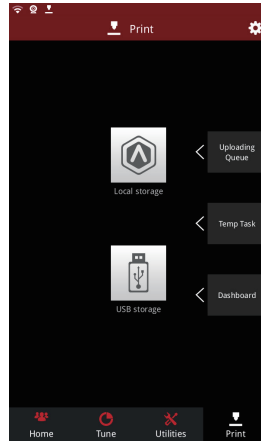 Print
Uploading
Queue
Local storage
Temp Task
Dashboard
USB storage
Home
Tune
Utilities
Print